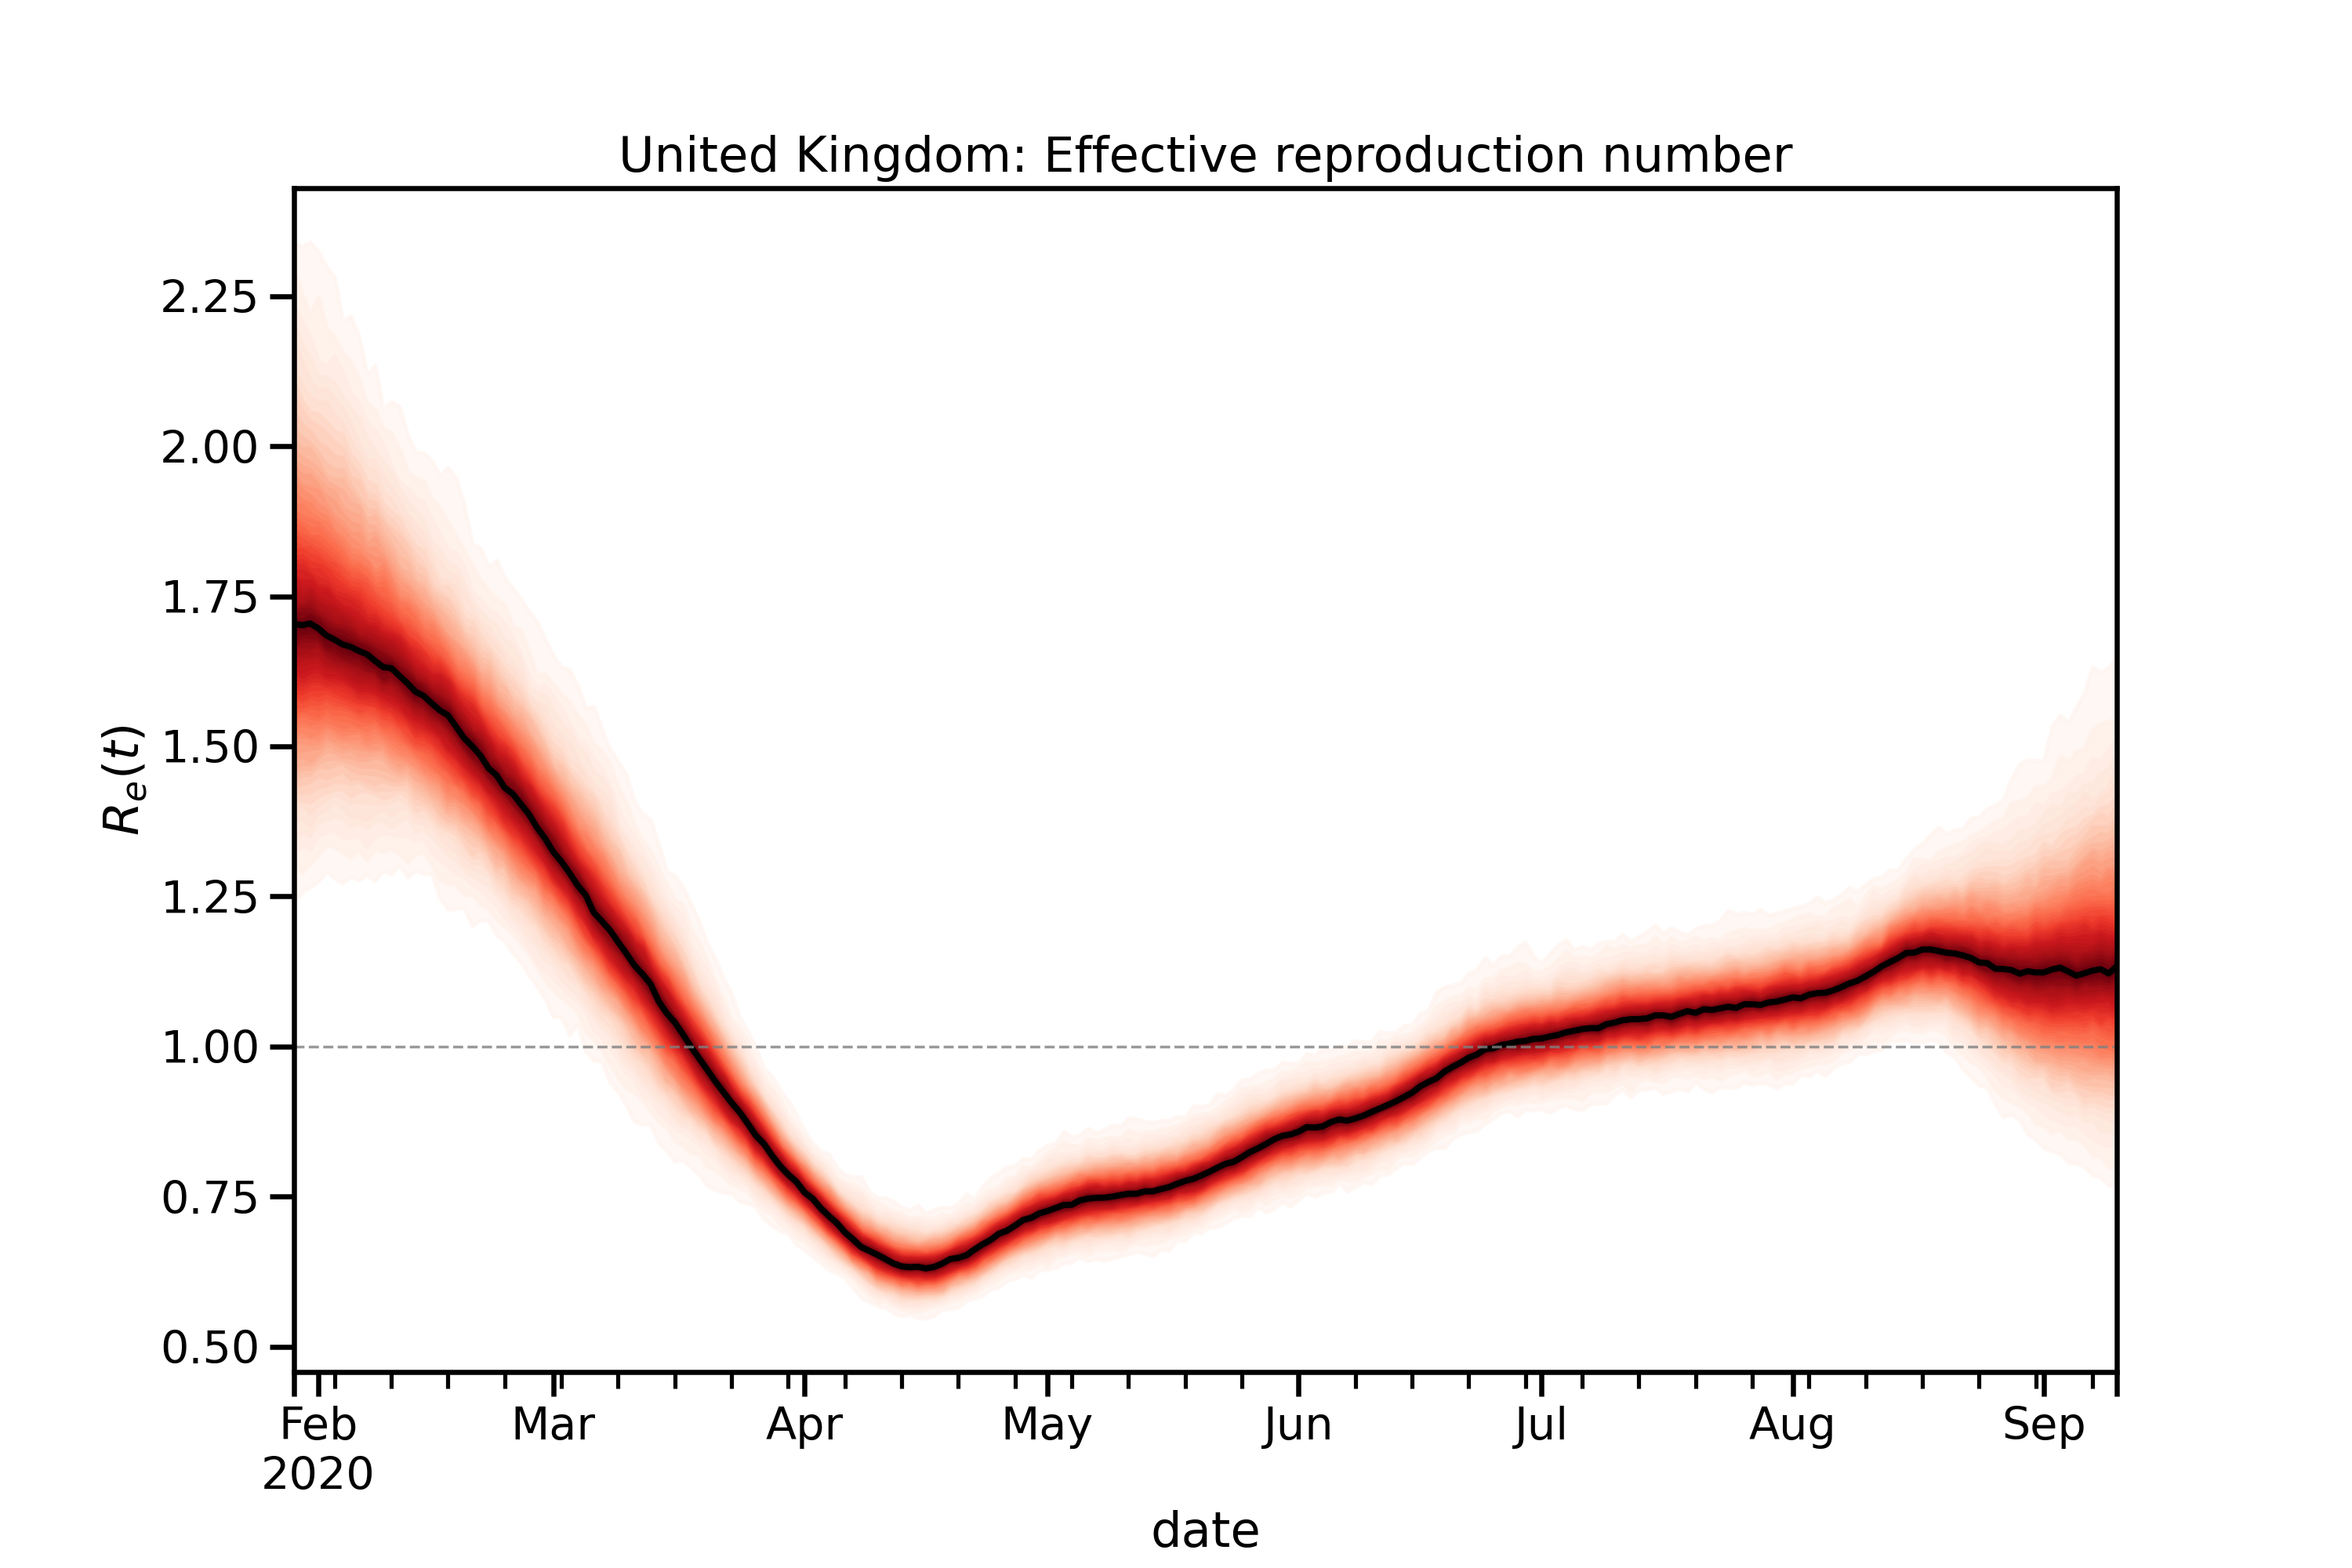 United Kingdom: Effective reproduction number
2.25
2.00
1.75
1.50
1.25
1.00
0.75
0.50
Rₑ(t)
Feb Mar Apr May Jun Jul Aug Sep
2020
date